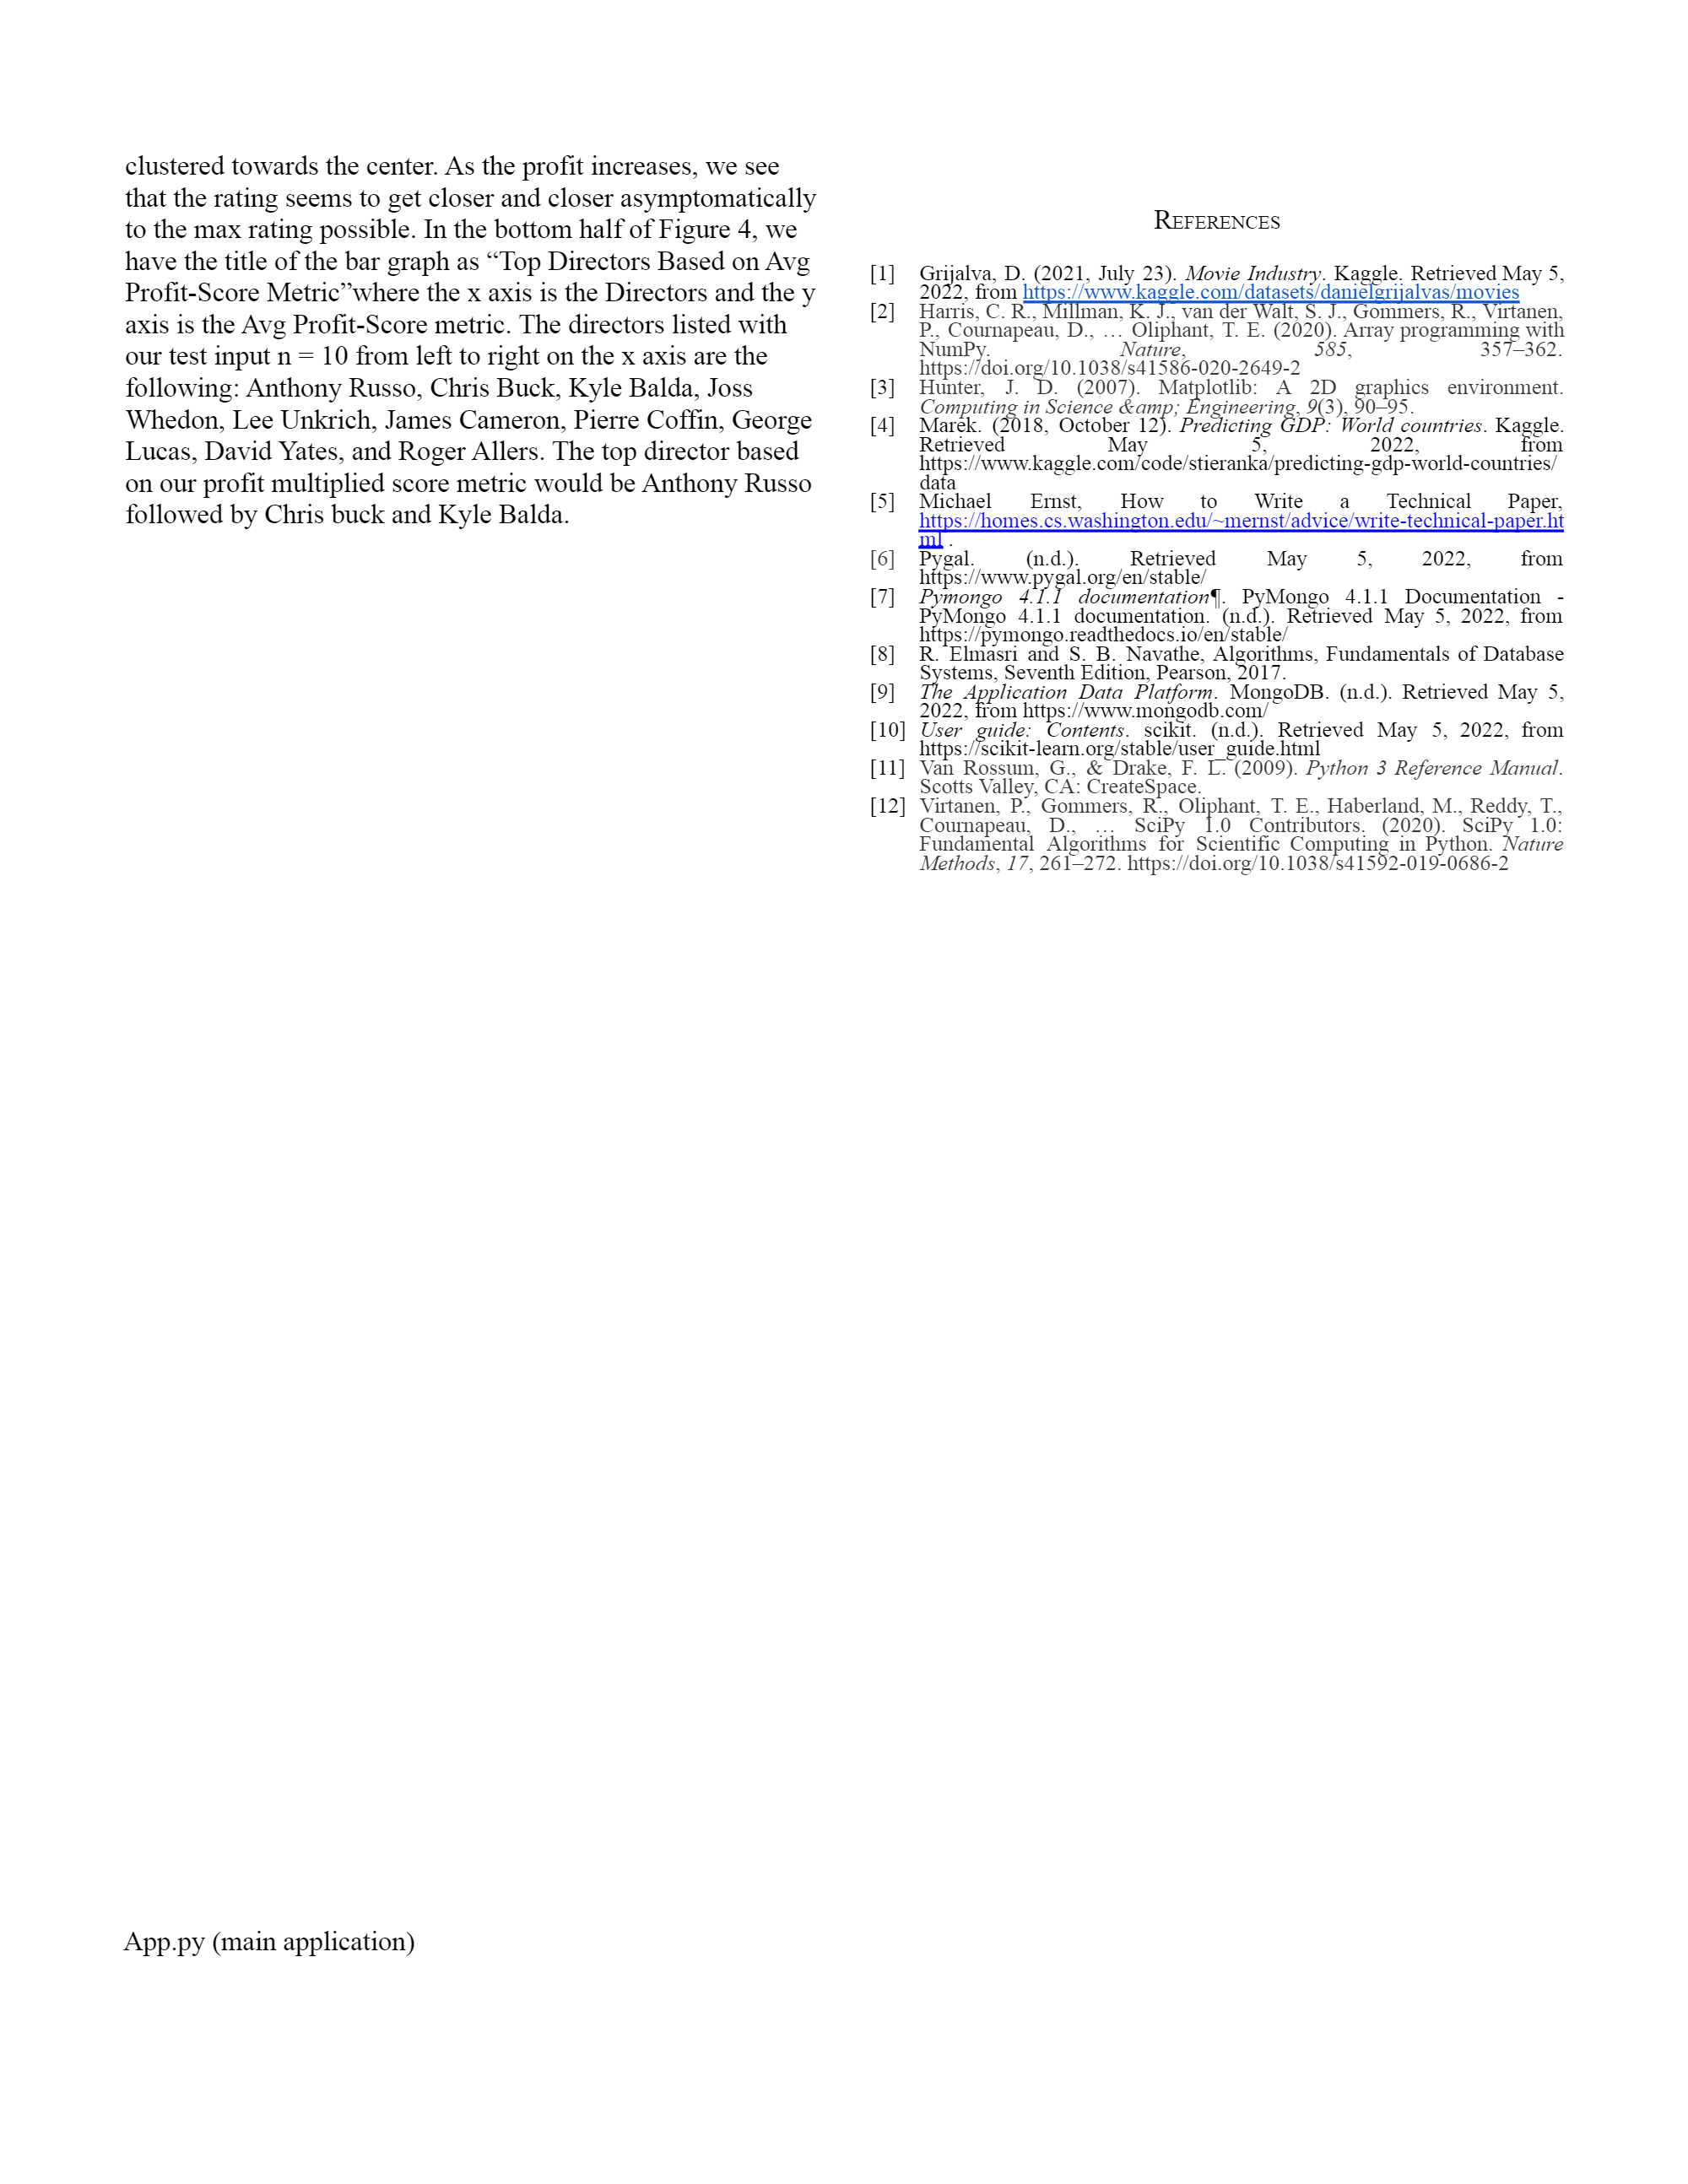 clustered towards the center. As the profit increases, we see
that the rating seems to get closer and closer asymptomatically
to the max rating possible. In the bottom half of Figure 4, we
have the title of the bar graph as “Top Directors Based on Avg
Profit-Score Metric”where the x axis is the Directors and the y
axis is the Avg Profit-Score metric. The directors listed with
our test input n = 10 from left to right on the x axis are the
following: Anthony Russo, Chris Buck, Kyle Balda, Joss
Whedon, Lee Unkrich, James Cameron, Pierre Coffin, George
Lucas, David Yates, and Roger Allers. The top director based
on our profit multiplied score metric would be Anthony Russo
followed by Chris buck and Kyle Balda.
App.py (main application)
REFERENCES
[1] Grijalva, D. (2021, July 23). Movie Industry. Kaggle. Retrieved May 5,
2022, from https://www.kaggle.com/datasets/danielgrijalvas/movies
[2] Harris, C. R., Millman, K. J., van der Walt, S. J., Gommers, R., Virtanen,
P., Cournapeau, D., … Oliphant, T. E. (2020). Array programming with
NumPy. Nature, 585, 357–362.
https://doi.org/10.1038/s41586-020-2649-2
[3] Hunter, J. D. (2007). Matplotlib: A 2D graphics environment.
Computing in Science &amp; Engineering, 9(3), 90–95.
[4] Marek. (2018, October 12). Predicting GDP: World countries. Kaggle.
Retrieved May 5, 2022, from
https://www.kaggle.com/code/stieranka/predicting-gdp-world-countries/
data
[5] Michael Ernst, How to Write a Technical Paper,
https://homes.cs.washington.edu/~mernst/advice/write-technical-paper.ht
ml .
[6] Pygal. (n.d.). Retrieved May 5, 2022, from
https://www.pygal.org/en/stable/
[7] Pymongo 4.1.1 documentation¶. PyMongo 4.1.1 Documentation -
PyMongo 4.1.1 documentation. (n.d.). Retrieved May 5, 2022, from
https://pymongo.readthedocs.io/en/stable/
[8] R. Elmasri and S. B. Navathe, Algorithms, Fundamentals of Database
Systems, Seventh Edition, Pearson, 2017.
[9] The Application Data Platform. MongoDB. (n.d.). Retrieved May 5,
2022, from https://www.mongodb.com/
[10] User guide: Contents. scikit. (n.d.). Retrieved May 5, 2022, from
https://scikit-learn.org/stable/user_guide.html
[11] Van Rossum, G., & Drake, F. L. (2009). Python 3 Reference Manual.
Scotts Valley, CA: CreateSpace.
[12] Virtanen, P., Gommers, R., Oliphant, T. E., Haberland, M., Reddy, T.,
Cournapeau, D., … SciPy 1.0 Contributors. (2020). SciPy 1.0:
Fundamental Algorithms for Scientific Computing in Python. Nature
Methods, 17, 261–272. https://doi.org/10.1038/s41592-019-0686-2